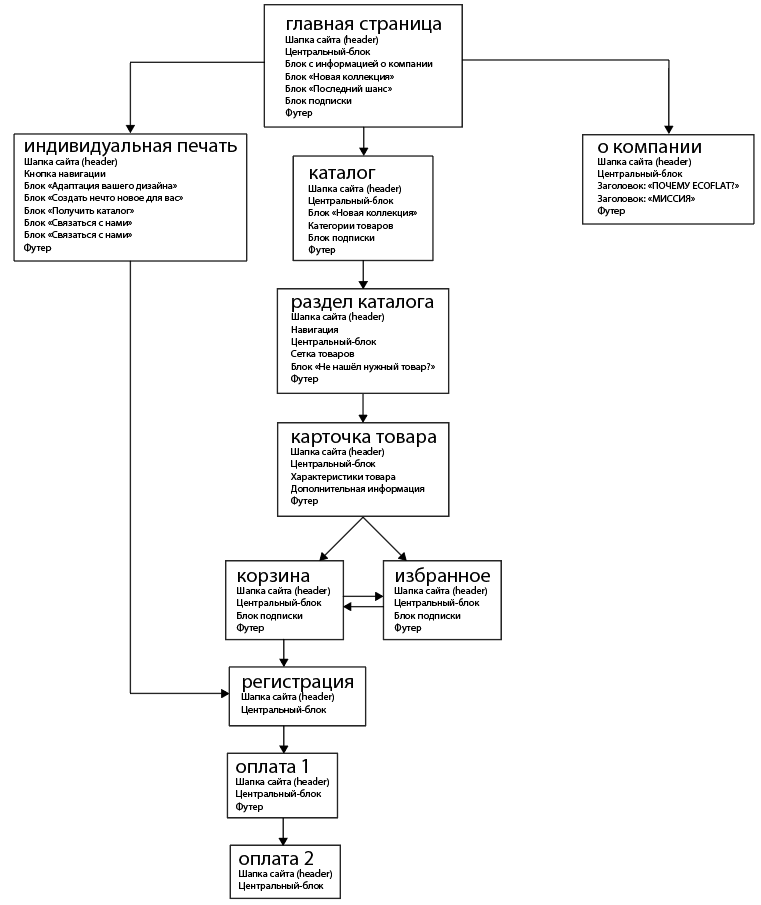 главная страница
Шапка сайта (header)
Центральный-блок
Блок с информацией о компании
Блок «Новая коллекция»
Блок «Последний шанс»
Блок подписки
Футер
индивидуальная печать
Шапка сайта (header)
Кнопка навигации
Блок «Адаптация вашего дизайна»
Блок «Создать нечто новое для вас»
Блок «Получить каталог»
Блок «Связаться с нами»
Блок «Связаться с нами»
Футер
каталог
Шапка сайта (header)
Центральный-блок
Блок «Новая коллекция»
Категории товаров
Блок подписки
Футер
о компании
Шапка сайта (header)
Центральный-блок
Заголовок: «ПОЧЕМУ ECOFLAT?»
Заголовок: «МИССИЯ»
Футер
раздел каталога
Шапка сайта (header)
Навигация
Центральный-блок
Сетка товаров
Блок «Не нашёл нужный товар?»
Футер
карточка товара
Шапка сайта (header)
Центральный-блок
Характеристики товара
Дополнительная информация
Футер
корзина
Шапка сайта (header)
Центральный-блок
Блок подписки
Футер
избранное
Шапка сайта (header)
Центральный-блок
Блок подписки
Футер
регистрация
Шапка сайта (header)
Центральный-блок
оплата 1
Шапка сайта (header)
Центральный-блок
Футер
оплата 2
Шапка сайта (header)
Центральный-блок